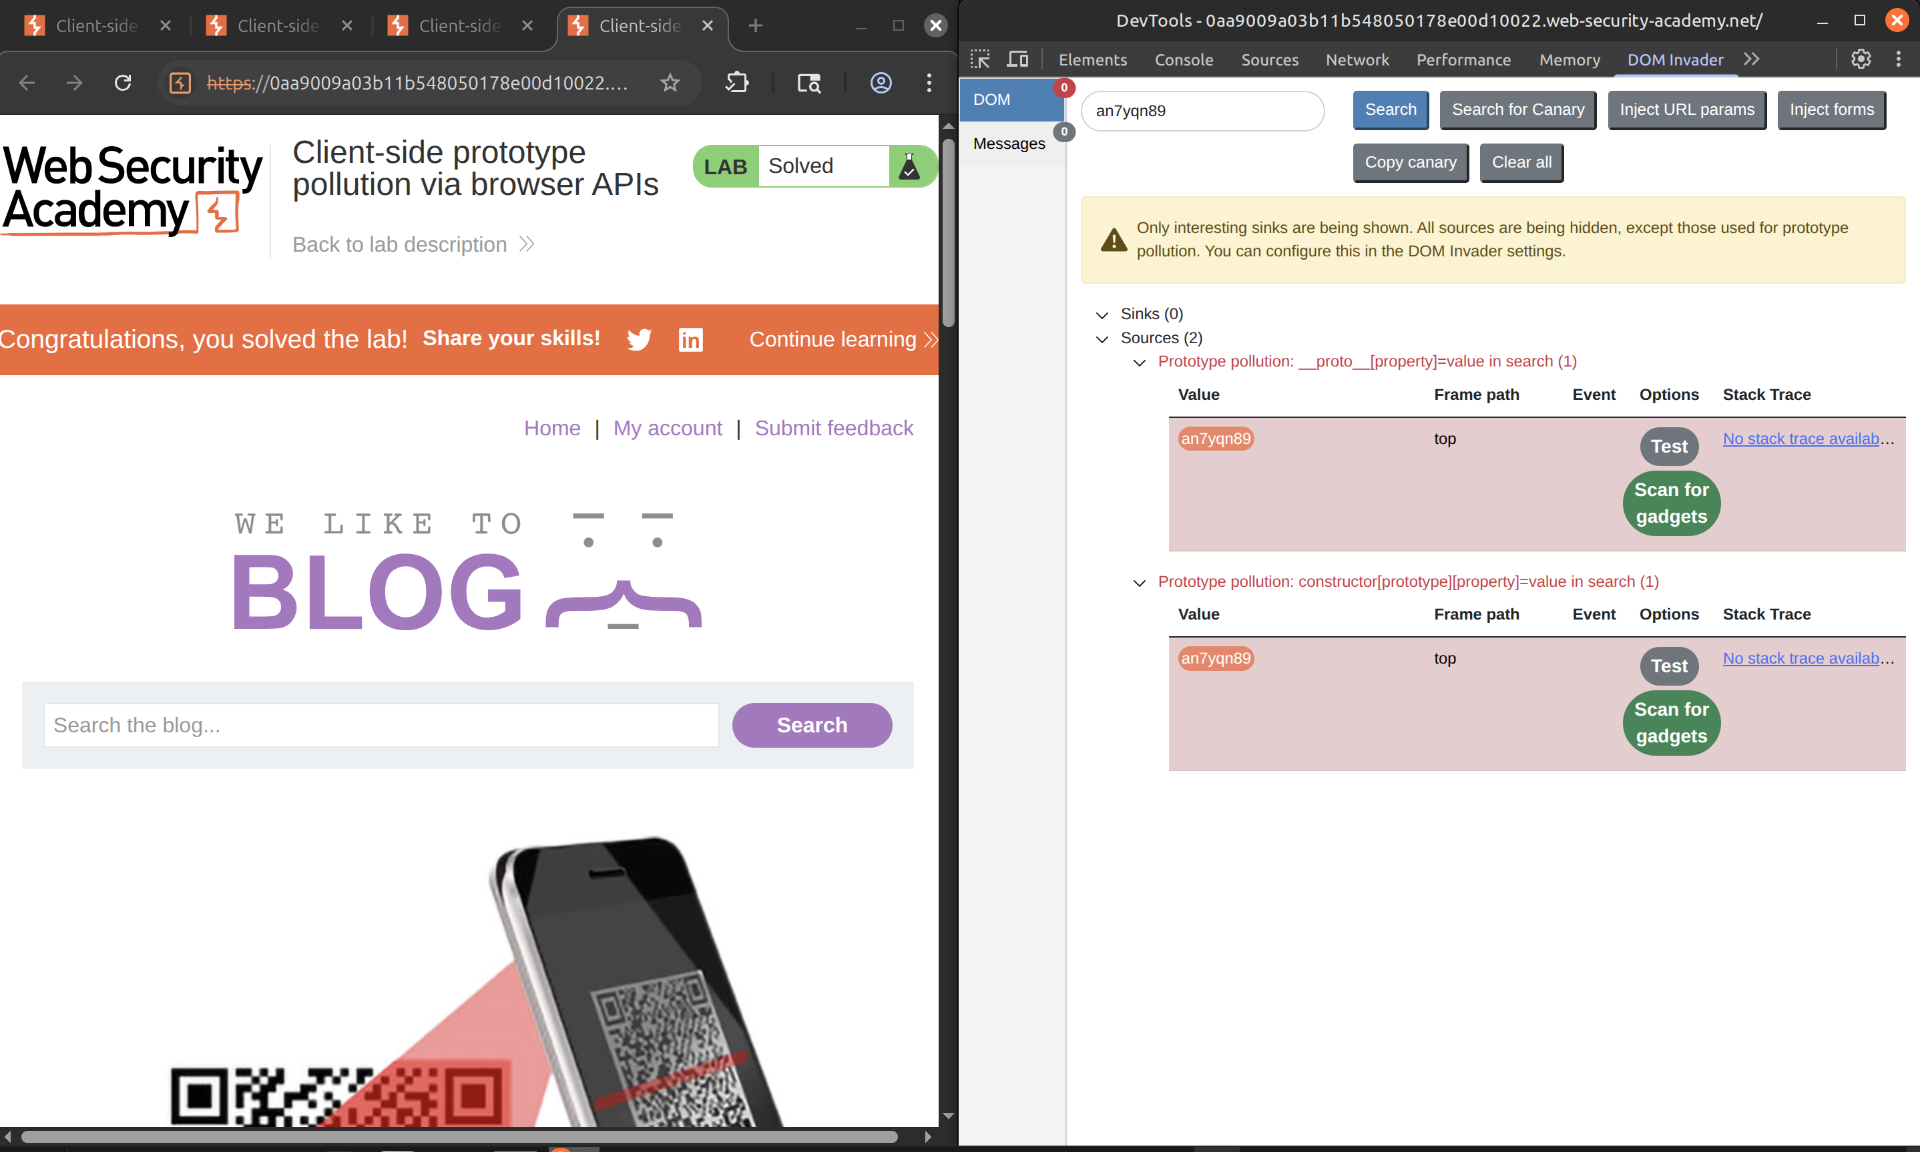 Client-side
Client-side
Client-side
Client-side
https://0aa9009a03b11b548050178e00d10022....
Web Security
Academy
Client-side prototype
pollution via browser APIs
LAB Solved
Back to lab description
Congratulations, you solved the lab! Share your skills! Continue learning
Home | My account | Submit feedback
WE LIKE TO
BLOG
Search the blog...
Search
DevTools - 0aa9009a03b11b548050178e00d10022.web-security-academy.net/
Elements Console Sources Network Performance Memory DOM Invader
DOM 0
Messages 0
an7yqn89
Search Search for Canary Inject URL params Inject forms
Copy canary Clear all
Only interesting sinks are being shown. All sources are being hidden, except those used for prototype
pollution. You can configure this in the DOM Invader settings.
Sinks (0)
Sources (2)
Prototype pollution: __proto__[property]=value in search (1)
Value Frame path Event Options Stack Trace
an7yqn89 top Test No stack trace availab...
Scan for
gadgets
Prototype pollution: constructor[prototype][property]=value in search (1)
Value Frame path Event Options Stack Trace
an7yqn89 top Test No stack trace availab...
Scan for
gadgets